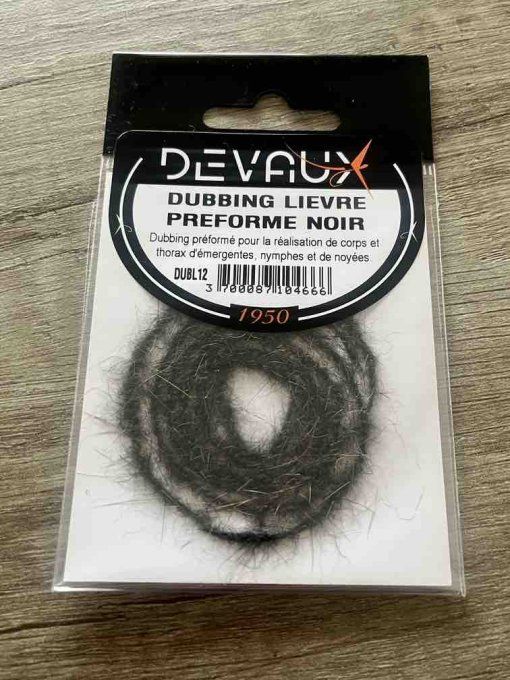 DEVAUX
DUBBING LIEVRE
PREFORME NOIR
Dubbing préformé pour la réalisation de corps et
thorax d'émergentes, nymphes et de noyées.
DUBL12
3 700087 104666
1950